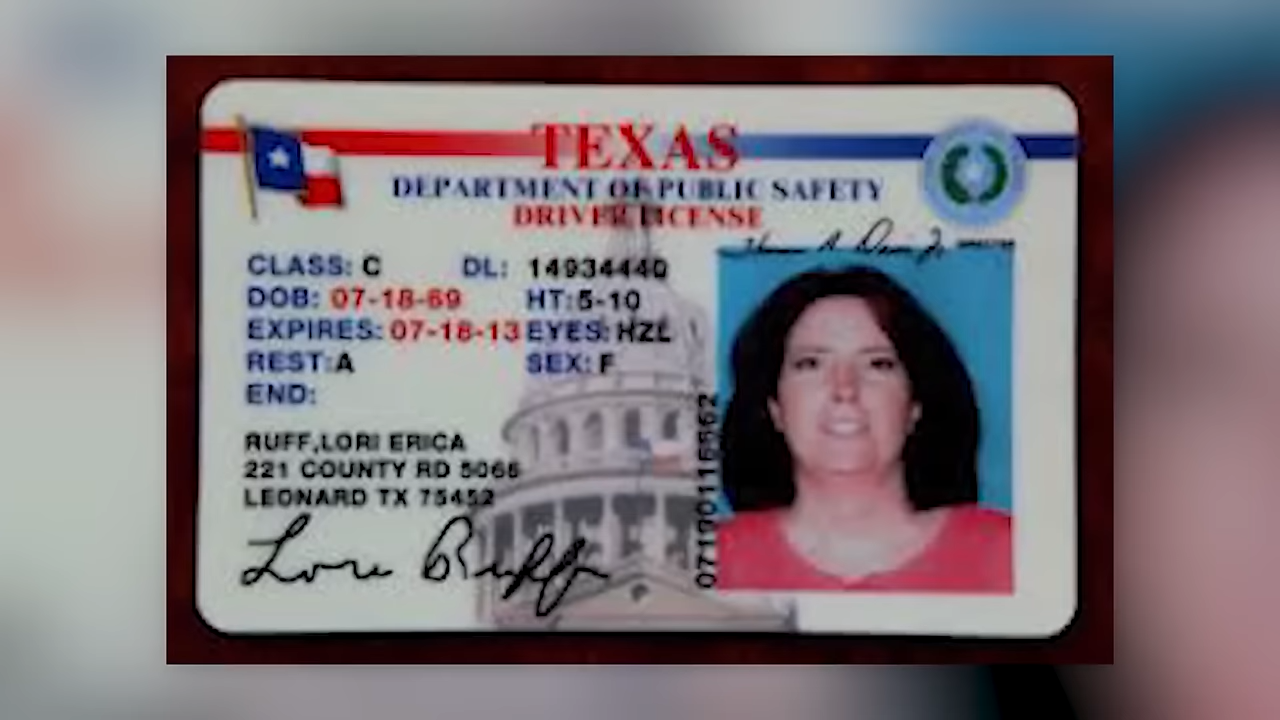 TEXAS
DEPARTMENT OF PUBLIC SAFETY
DRIVER LICENSE
CLASS: C DL: 14934440
DOB: 07-18-69 HT:5-10
EXPIRES: 07-18-13 EYES: HZL
REST:A SEX: F
END:
RUFF,LORI ERICA
221 COUNTY RD 5066
LEONARD TX 75452
Lori Ruff